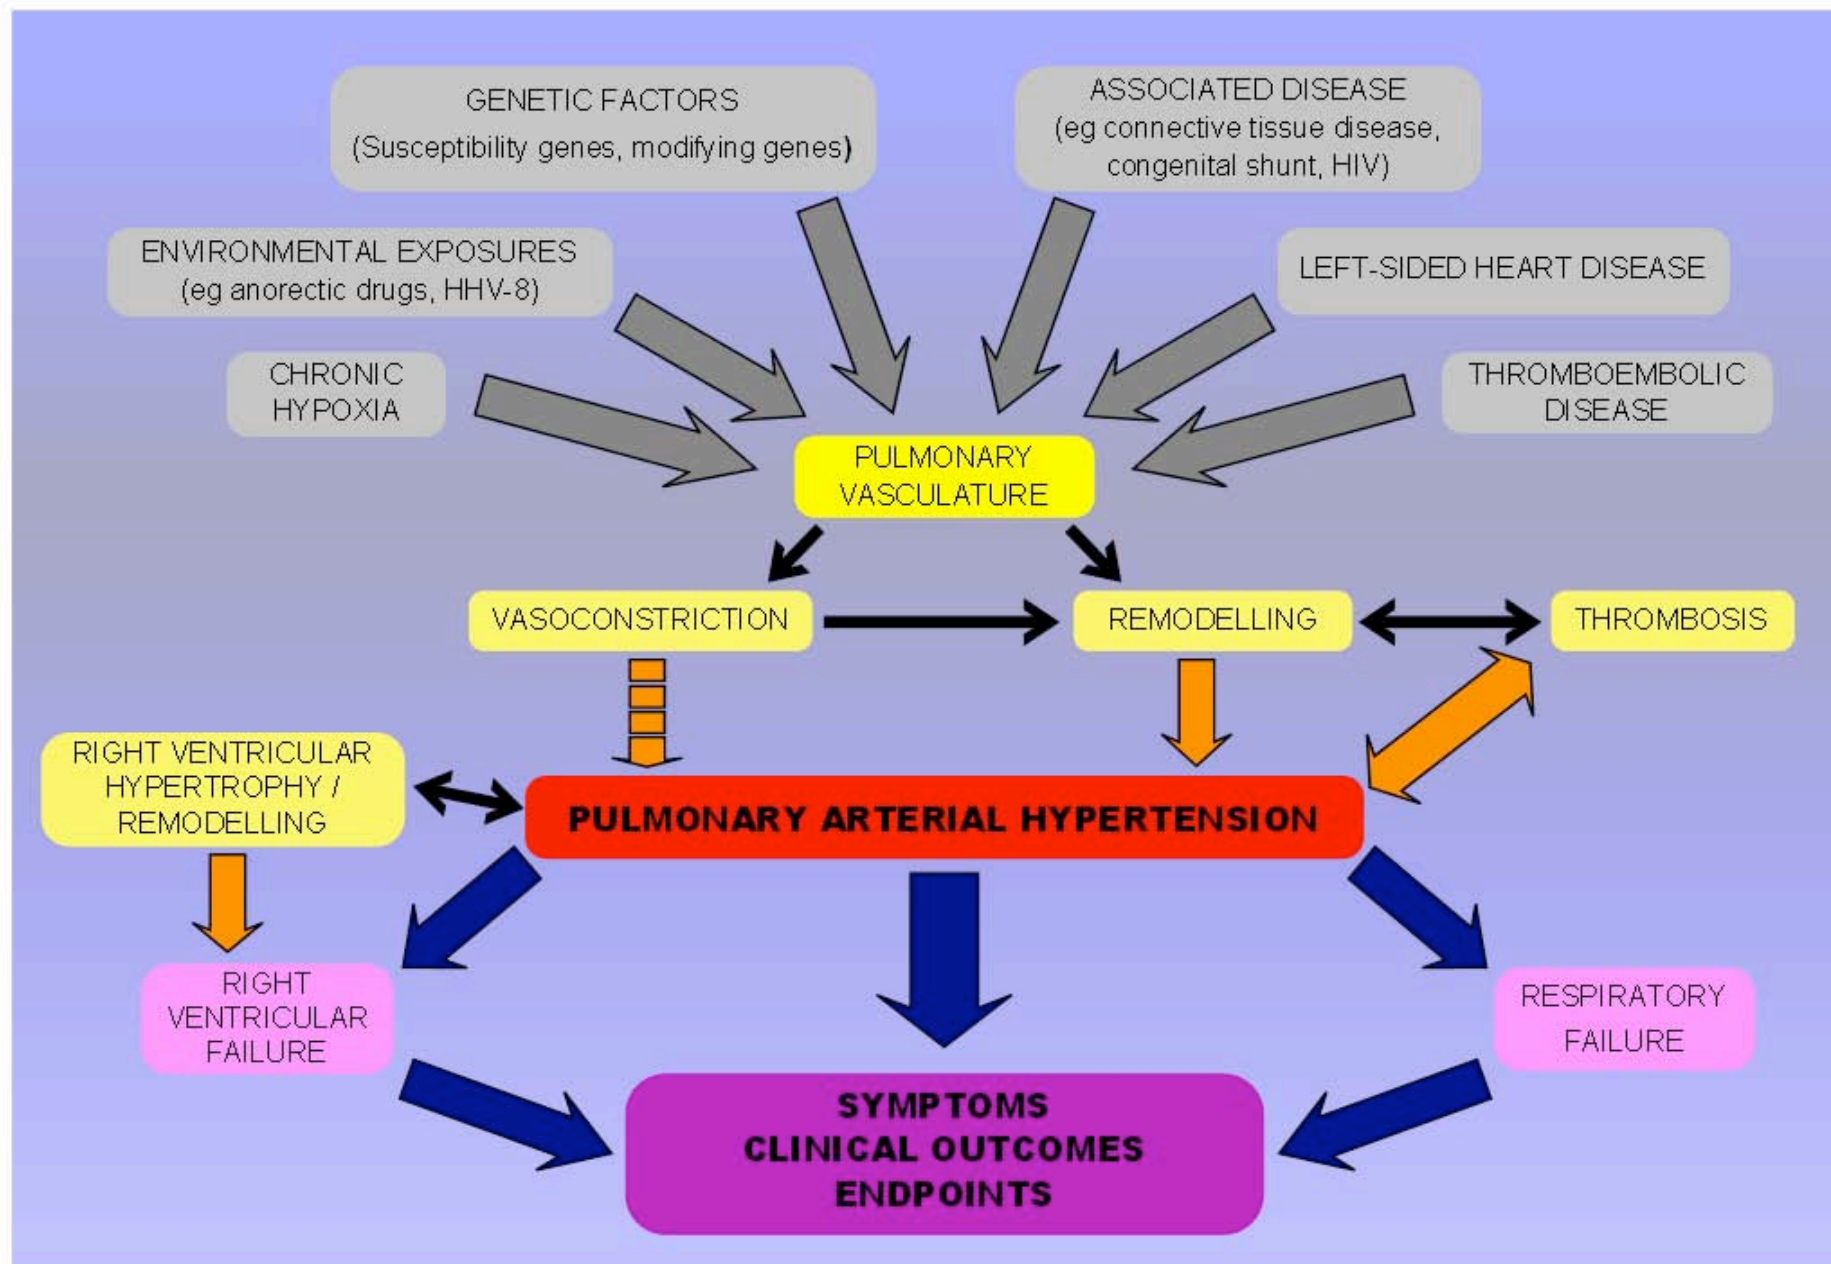 GENETIC FACTORS
(Susceptibility genes, modifying genes)
ASSOCIATED DISEASE
(eg connective tissue disease,
congenital shunt, HIV)
ENVIRONMENTAL EXPOSURES
(eg anorectic drugs, HHV-8)
LEFT-SIDED HEART DISEASE
CHRONIC
HYPOXIA
THROMBOEMBOLIC
DISEASE
PULMONARY
VASCULATURE
VASOCONSTRICTION
REMODELLING
THROMBOSIS
RIGHT VENTRICULAR
HYPERTROPHY /
REMODELLING
PULMONARY ARTERIAL HYPERTENSION
RIGHT
VENTRICULAR
FAILURE
RESPIRATORY
FAILURE
SYMPTOMS
CLINICAL OUTCOMES
ENDPOINTS